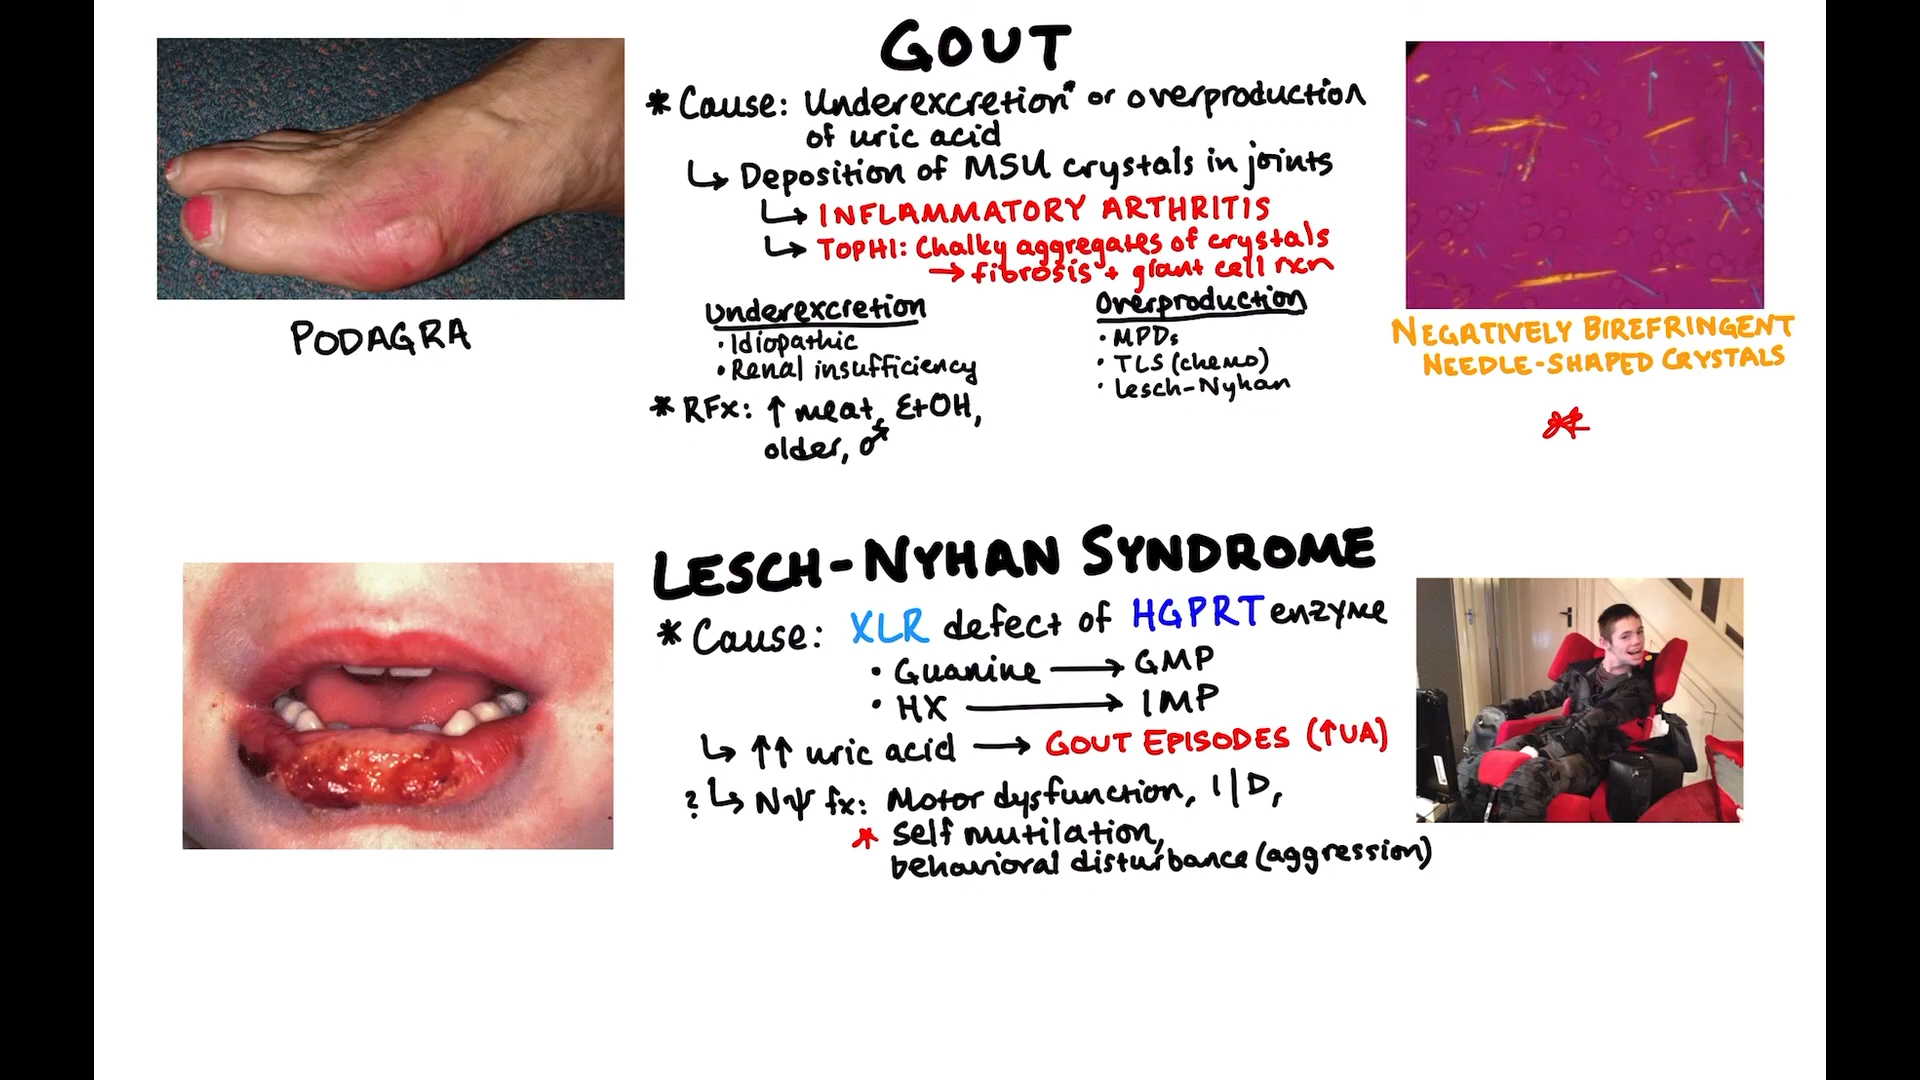 GOUT
* Cause: Underexcretion* or overproduction
of uric acid
↳ Deposition of MSU crystals in joints
↳ INFLAMMATORY ARTHRITIS
↳ TOPHI: Chalky aggregates of crystals
→ fibrosis + giant cell rxn
Underexcretion
• Idiopathic
• Renal insufficiency
Overproduction
• MPDs
• TLS (chemo)
• Lesch-Nyhan
* RFx: ↑ meat, EtOH,
older, ♂
PODAGRA
NEGATIVELY BIREFRINGENT
NEEDLE-SHAPED CRYSTALS
*
LESCH-NYHAN SYNDROME
* Cause: XLR defect of HGPRT enzyme
• Guanine → GMP
• HX → IMP
↳ ↑↑ uric acid → GOUT EPISODES (↑UA)
? ↳ Nψ fx: Motor dysfunction, I/D,
* self mutilation,
behavioral disturbance (aggression)